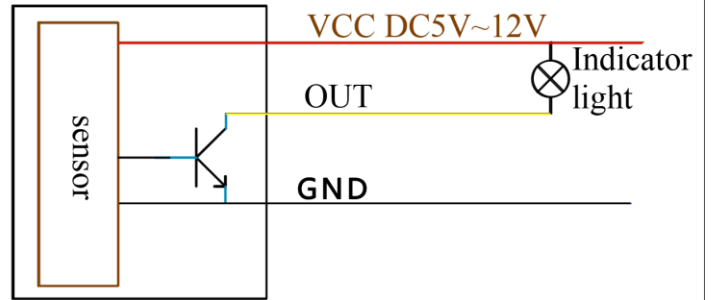 VCC DC5V~12V
Indicator
light
OUT
sensor
GND